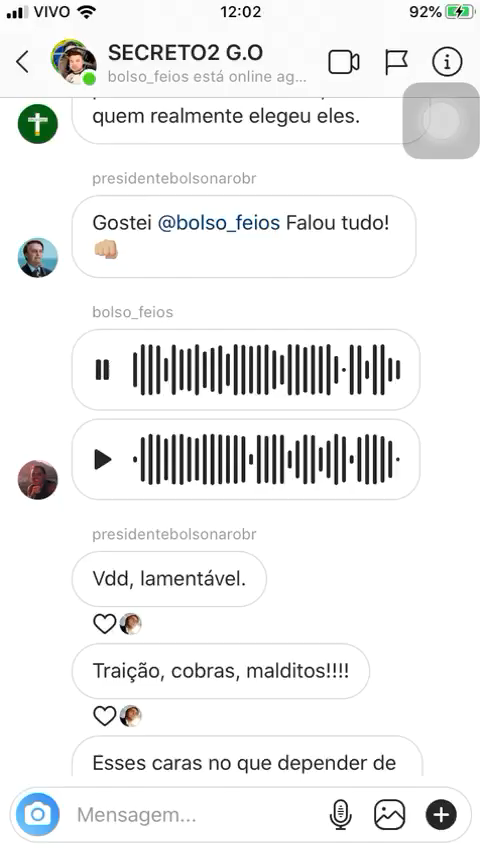 VIVO 12:02 92%
SECRETO2 G.O
bolso_feios está online ag...
quem realmente elegeu eles.
presidentebolsonarobr
Gostei @bolso_feios Falou tudo!
bolso_feios
presidentebolsonarobr
Vdd, lamentável.
Traição, cobras, malditos!!!!
Esses caras no que depender de
Mensagem...